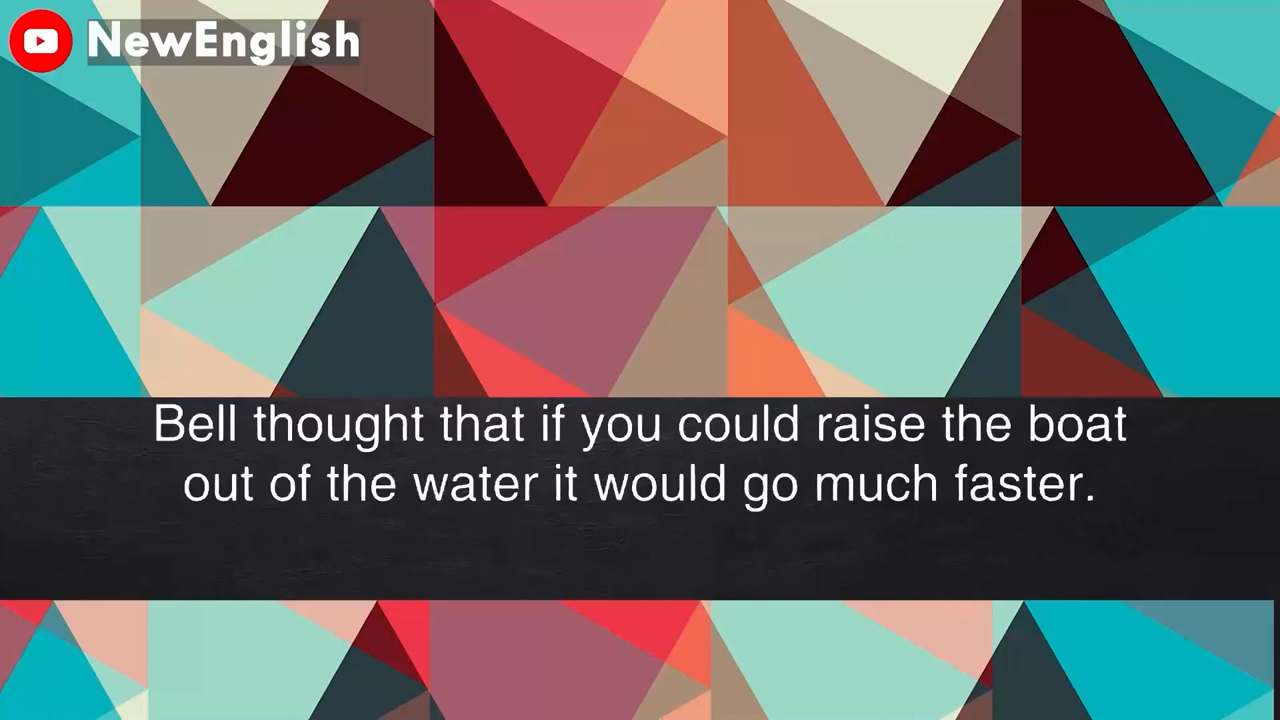 NewEnglish
Bell thought that if you could raise the boat
out of the water it would go much faster.